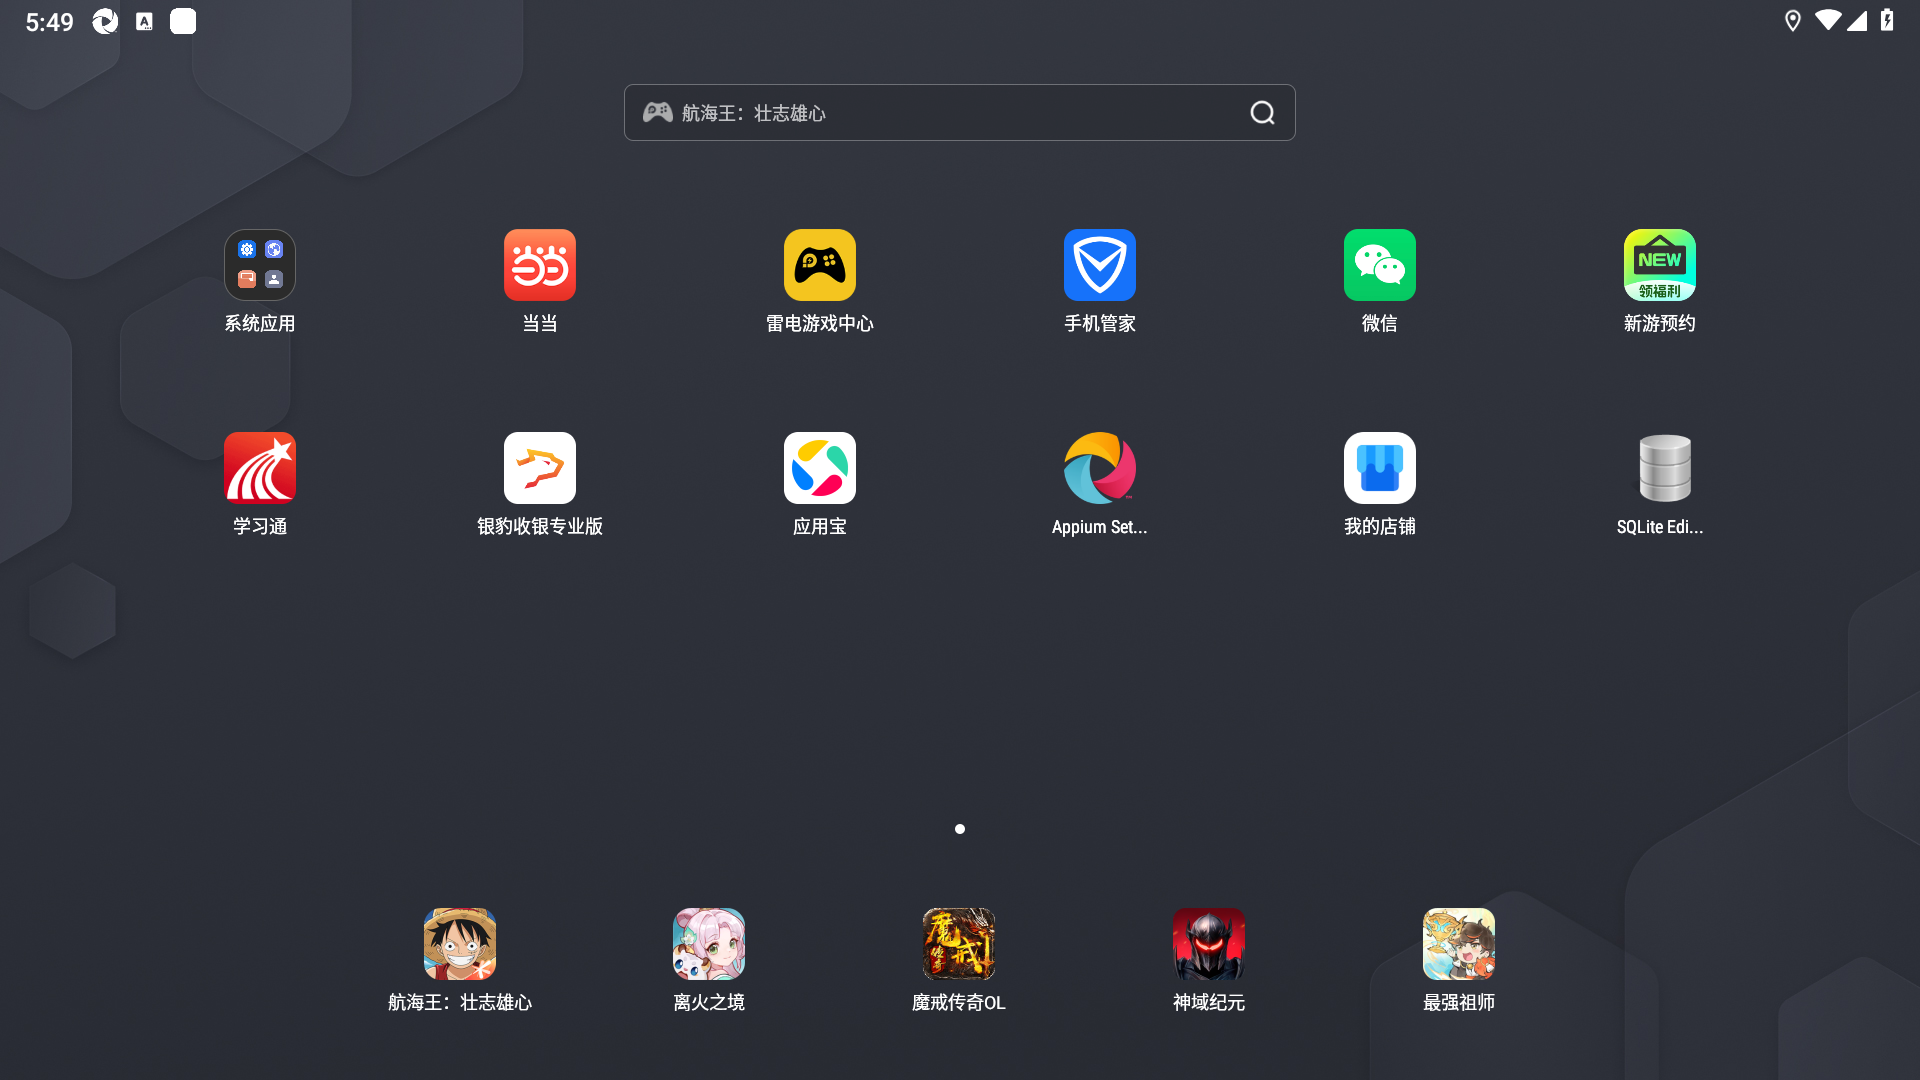 5:49
航海王：壮志雄心
系统应用
当当
雷电游戏中心
手机管家
微信
NEW
领福利
新游预约
学习通
银豹收银专业版
应用宝
Appium Set...
我的店铺
SQLite Edi...
航海王：壮志雄心
离火之境
魔戒传奇OL
神域纪元
最强祖师